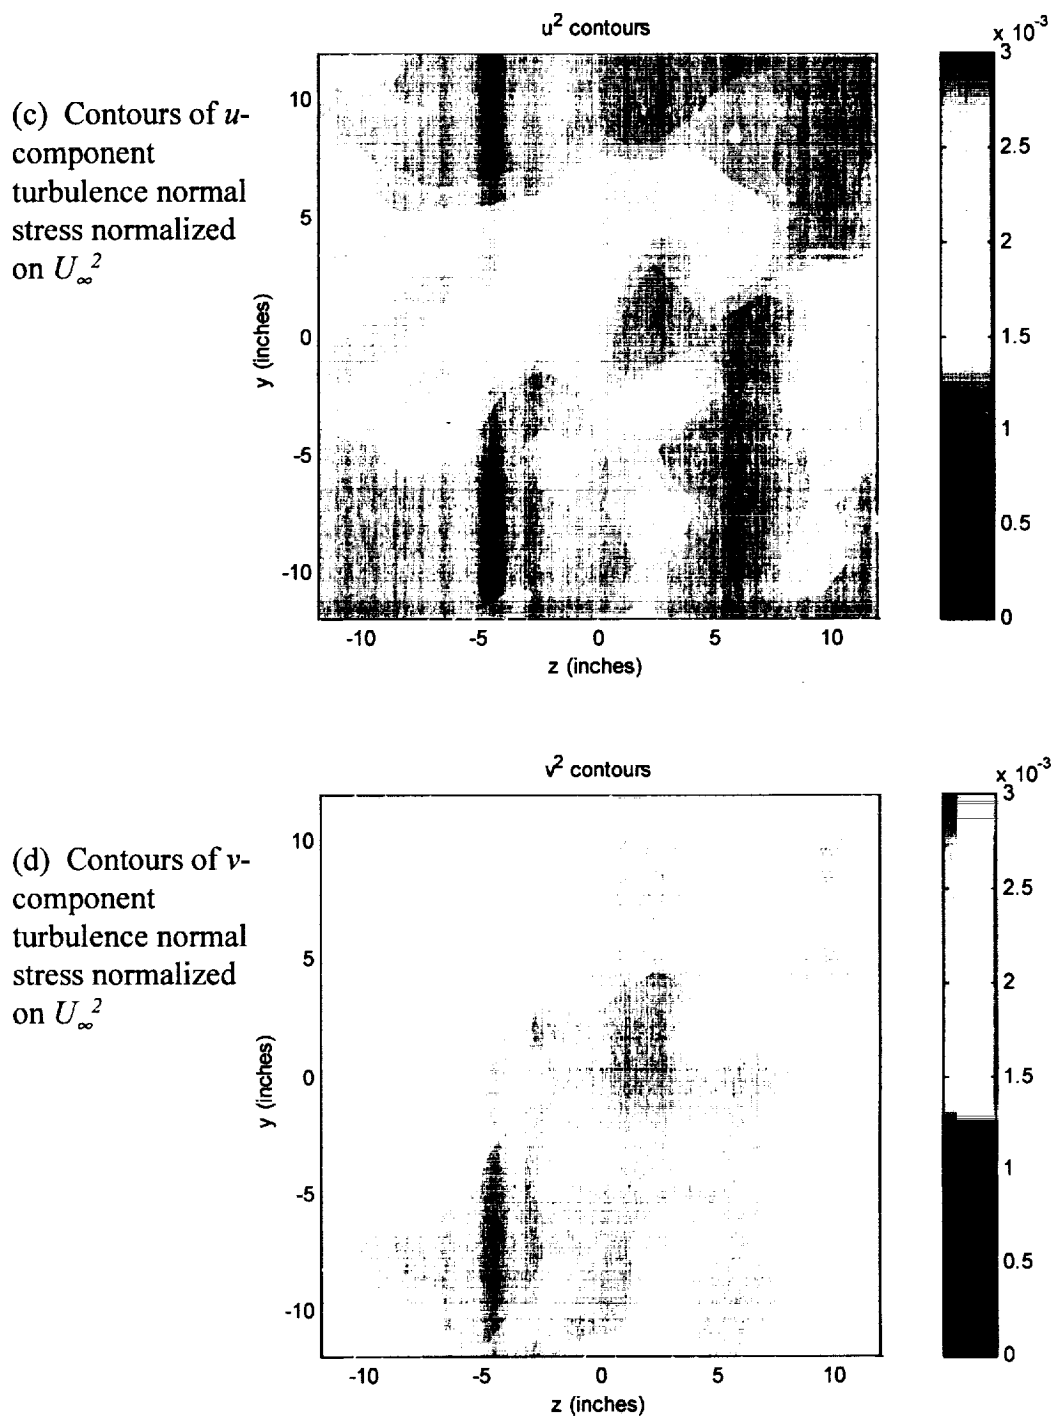 u² contours
x 10⁻³
(c) Contours of u-
component
turbulence normal
stress normalized
on U∞²
y (inches)
10
5
0
-5
-10
-10 -5 0 5 10
z (inches)
3
2.5
2
1.5
1
0.5
0
v² contours
x 10⁻³
(d) Contours of v-
component
turbulence normal
stress normalized
on U∞²
y (inches)
10
5
0
-5
-10
-10 -5 0 5 10
z (inches)
3
2.5
2
1.5
1
0.5
0